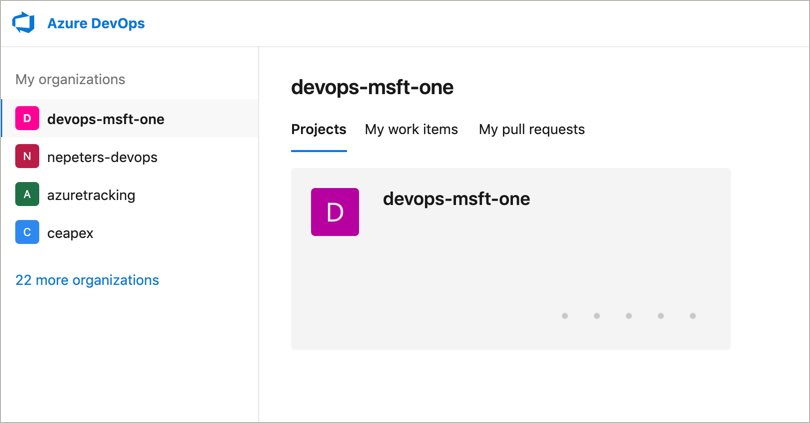 Azure DevOps
My organizations
D devops-msft-one
N nepeters-devops
A azuretracking
C ceapex
22 more organizations
devops-msft-one
Projects My work items My pull requests
D devops-msft-one